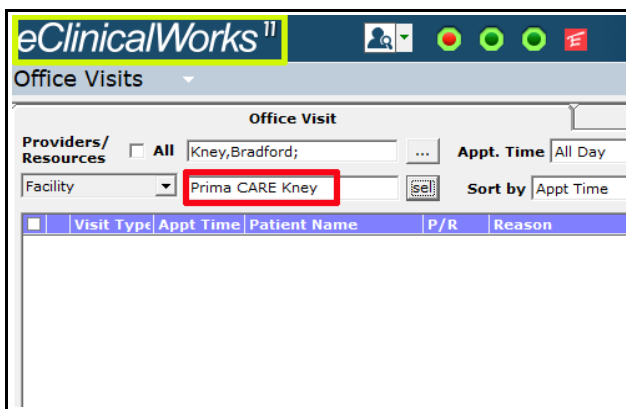 eClinicalWorks 11
Office Visits
Office Visit
Providers/
Resources All Kney,Bradford; ... Appt. Time All Day
Facility Prima CARE Kney sel Sort by Appt Time
Visit Type Appt Time Patient Name P/R Reason